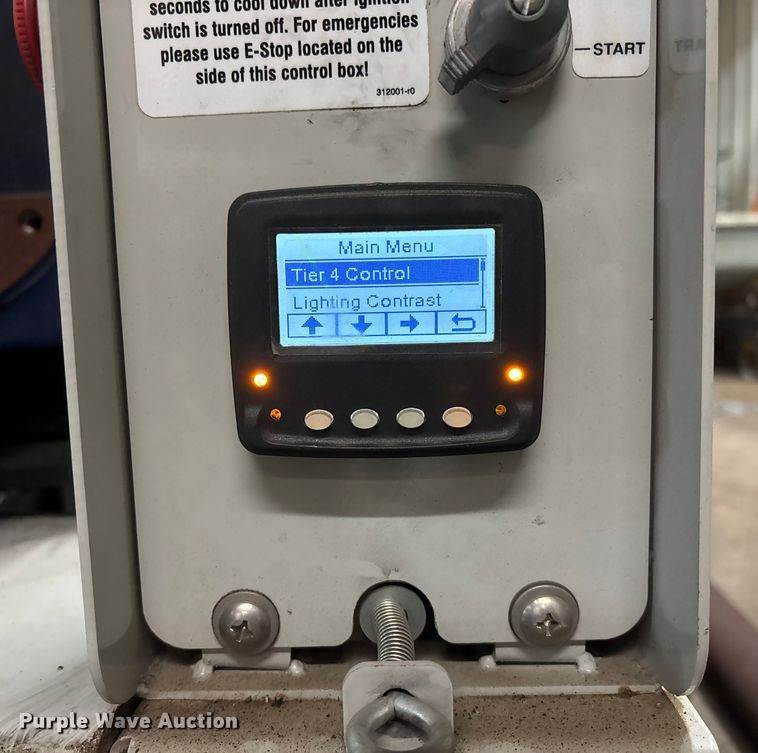 seconds to cool down after ignition
switch is turned off. For emergencies
please use E-Stop located on the
side of this control box!
312001-r0
START
TRA
Main Menu
Tier 4 Control
Lighting Contrast
Purple Wave Auction